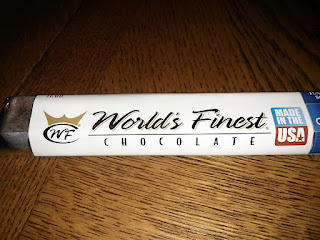 WF
World's Finest®
CHOCOLATE
MADE
IN THE
USA